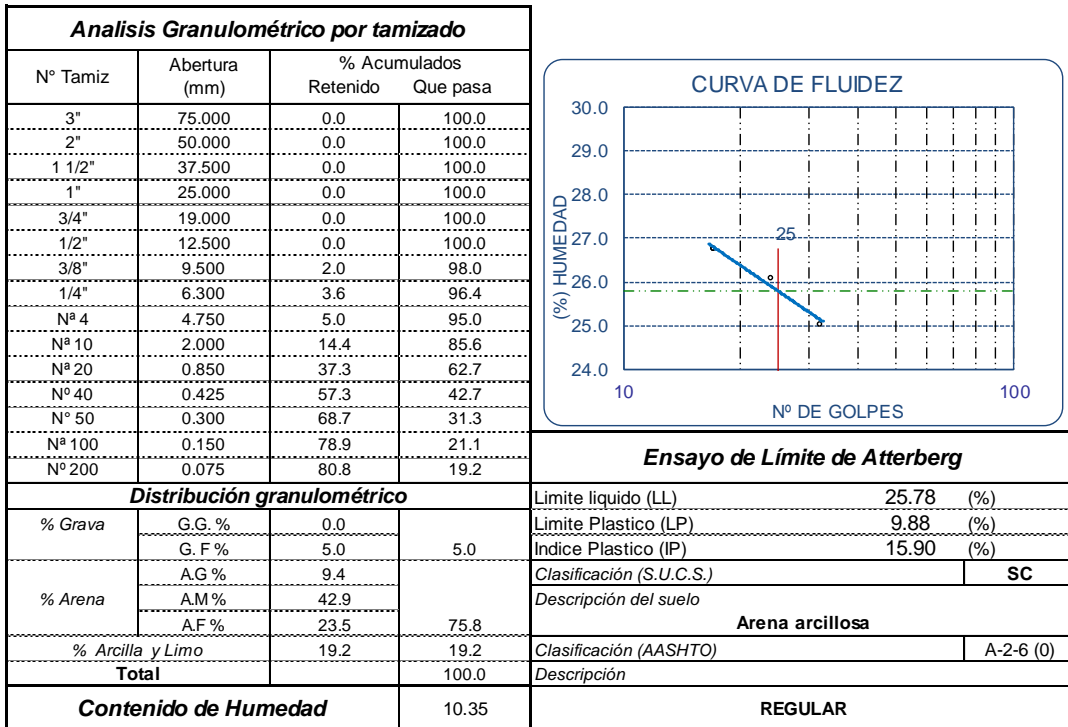 Analisis Granulométrico por tamizado
N° Tamiz Abertura (mm) % Acumulados
Retenido Que pasa
3" 75.000 0.0 100.0
2" 50.000 0.0 100.0
1 1/2" 37.500 0.0 100.0
1" 25.000 0.0 100.0
3/4" 19.000 0.0 100.0
1/2" 12.500 0.0 100.0
3/8" 9.500 2.0 98.0
1/4" 6.300 3.6 96.4
Nª 4 4.750 5.0 95.0
Nª 10 2.000 14.4 85.6
Nª 20 0.850 37.3 62.7
Nº 40 0.425 57.3 42.7
N° 50 0.300 68.7 31.3
Nª 100 0.150 78.9 21.1
Nº 200 0.075 80.8 19.2
Distribución granulométrico
% Grava G.G. % 0.0
G. F % 5.0 5.0
A.G % 9.4
% Arena A.M % 42.9
A.F % 23.5 75.8
% Arcilla y Limo 19.2 19.2
Total 100.0
Contenido de Humedad 10.35
CURVA DE FLUIDEZ
(%) HUMEDAD
30.0
29.0
28.0
27.0
26.0
25.0
24.0
25
10 100
Nº DE GOLPES
Ensayo de Límite de Atterberg
Limite liquido (LL) 25.78 (%)
Limite Plastico (LP) 9.88 (%)
Indice Plastico (IP) 15.90 (%)
Clasificación (S.U.C.S.) SC
Descripción del suelo
Arena arcillosa
Clasificación (AASHTO) A-2-6 (0)
Descripción
REGULAR